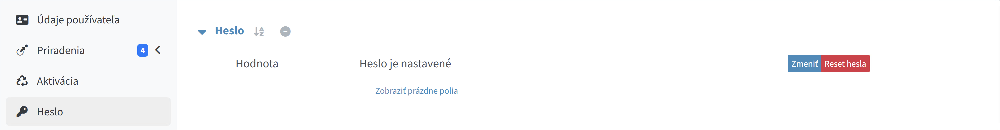 Údaje používateľa
Priradenia 4
Aktivácia
Heslo
Heslo
Hodnota Heslo je nastavené Zmeniť Reset hesla
Zobraziť prázdne polia